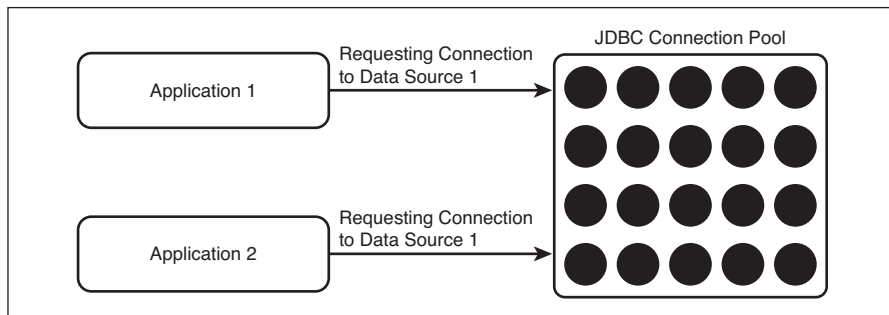 JDBC Connection Pool
Requesting Connection
to Data Source 1
Application 1
Requesting Connection
to Data Source 1
Application 2